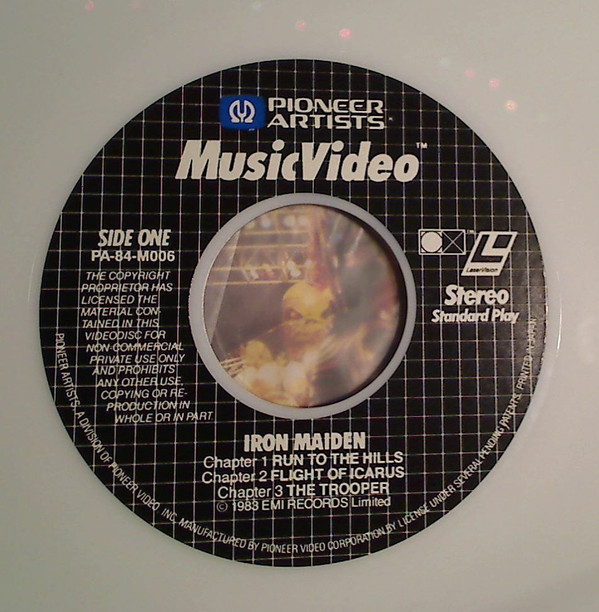 PIONEER
ARTISTS
MusicVideo™
SIDE ONE
PA-84-M006
THE COPYRIGHT
PROPRIETOR HAS
LICENSED THE
MATERIAL CON-
TAINED IN THIS
VIDEODISC FOR
NON-COMMERCIAL
PRIVATE USE ONLY
AND PROHIBITS
ANY OTHER USE,
COPYING OR RE-
PRODUCTION IN
WHOLE OR IN PART.
LaserVision
Stereo
Standard Play
IRON MAIDEN
Chapter 1 RUN TO THE HILLS
Chapter 2 FLIGHT OF ICARUS
Chapter 3 THE TROOPER
© 1983 EMI RECORDS Limited
PIONEER ARTISTS, A DIVISION OF PIONEER VIDEO, INC. MANUFACTURED BY PIONEER VIDEO CORPORATION BY LICENSE UNDER SEVERAL PENDING PATENTS. PRINTED IN JAPAN